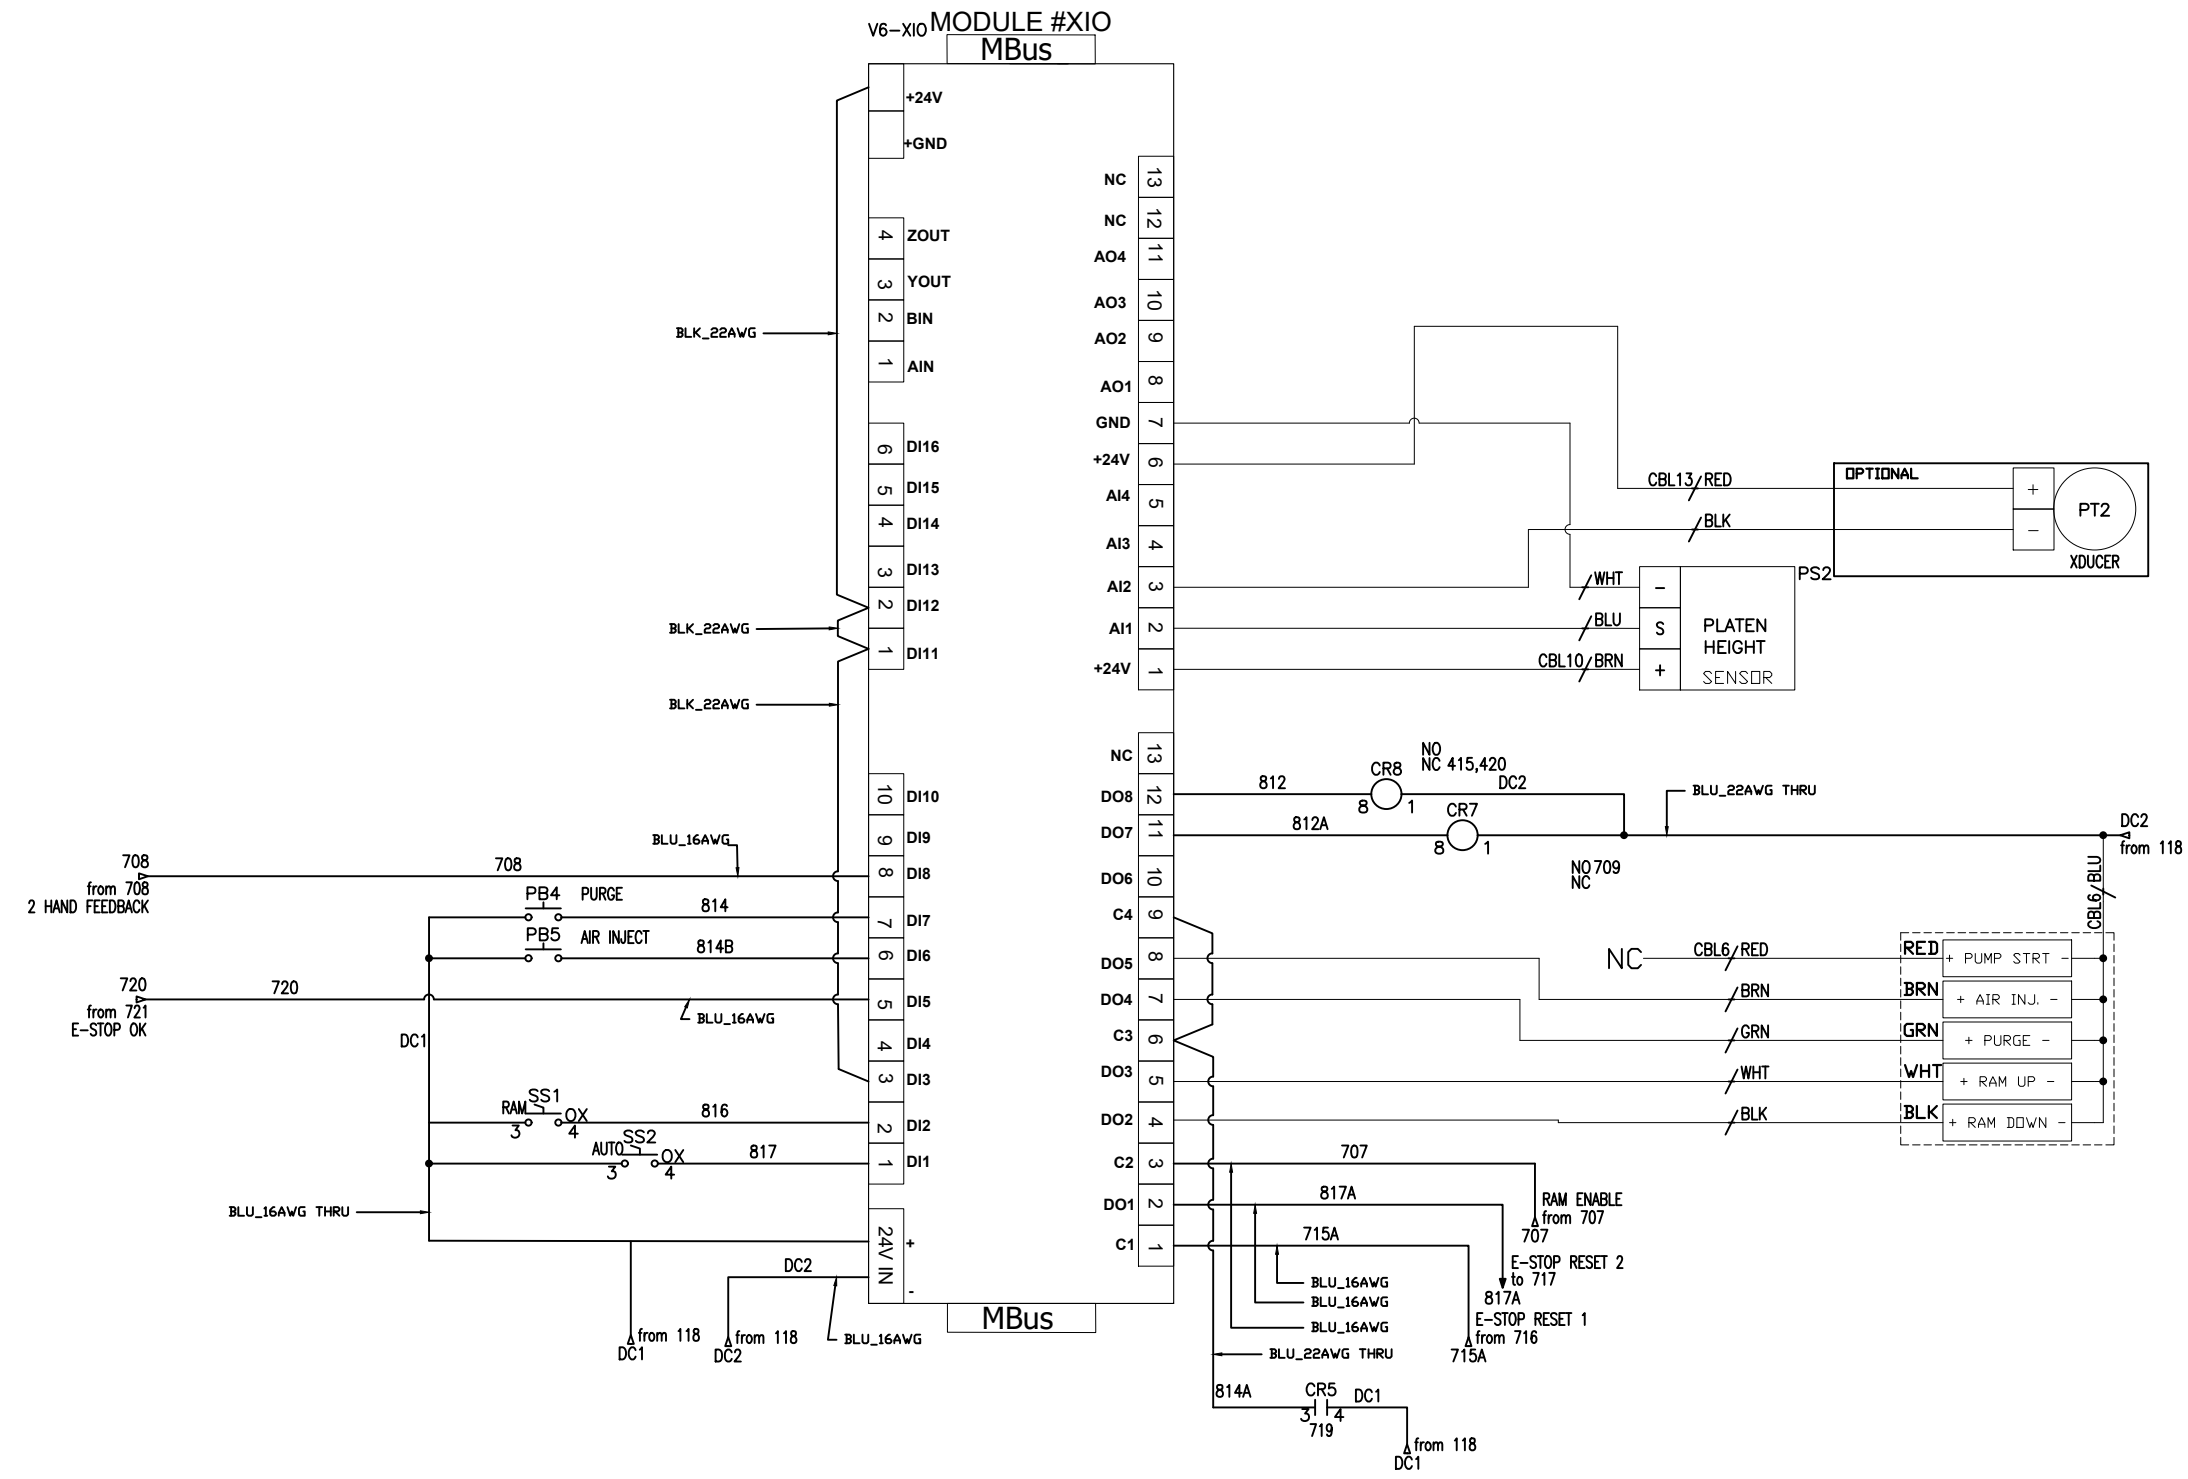 V6-XIO MODULE #XIO
MBus
+24V
+GND
4 ZOUT
3 YOUT
2 BIN
1 AIN
BLK_22AWG
6 DI16
5 DI15
4 DI14
3 DI13
2 DI12
1 DI11
BLK_22AWG
BLK_22AWG
10 DI10
9 DI9
8 DI8
7 DI7
6 DI6
5 DI5
4 DI4
3 DI3
2 DI2
1 DI1
24V IN
+
-
MBus
708
from 708
2 HAND FEEDBACK
708
BLU_16AWG
PB4 PURGE
814
PB5 AIR INJECT
814B
720
from 721
E-STOP OK
720
BLU_16AWG
DC1
SS1
RAM OX
3 4
816
SS2
AUTO OX
3 4
817
BLU_16AWG THRU
DC2
from 118
DC1
from 118
DC2
BLU_16AWG
NC 13
NC 12
AO4 11
AO3 10
AO2 9
AO1 8
GND 7
+24V 6
AI4 5
AI3 4
AI2 3
AI1 2
+24V 1
CBL13/RED
BLK
OPTIONAL
+
-
PT2
XDUCER
WHT
BLU
CBL10/BRN
-
S
+
PS2
PLATEN
HEIGHT
SENSOR
NC 13
DO8 12
DO7 11
DO6 10
C4 9
DO5 8
DO4 7
C3 6
DO3 5
DO2 4
C2 3
DO1 2
C1 1
812
CR8
8 1
NO
NC 415,420
DC2
812A
CR7
8 1
NO 709
NC
BLU_22AWG THRU
DC2
from 118
CBL6/BLU
NC
CBL6/RED
RED
+ PUMP STRT -
BRN
BRN
+ AIR INJ. -
GRN
GRN
+ PURGE -
WHT
WHT
+ RAM UP -
BLK
BLK
+ RAM DOWN -
707
817A
715A
RAM ENABLE
from 707
707
E-STOP RESET 2
to 717
817A
E-STOP RESET 1
from 716
715A
BLU_16AWG
BLU_16AWG
BLU_16AWG
BLU_22AWG THRU
814A
CR5
3 4
719
DC1
from 118
DC1